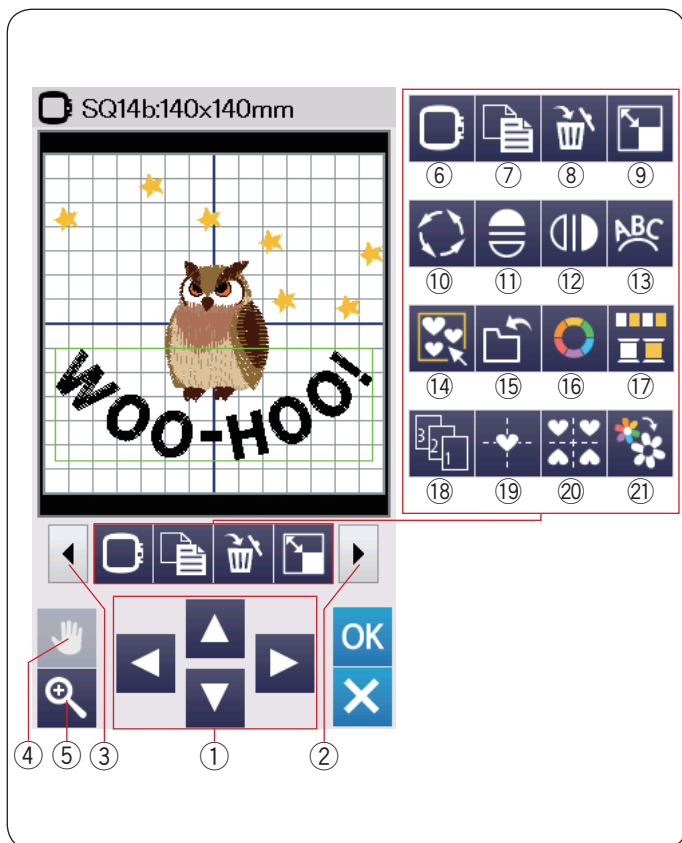 SQ14b:140x140mm
WOO-HOO!
⑥ ⑦ ⑧ ⑨
ABC
⑩ ⑪ ⑫ ⑬
⑭ ⑮ ⑯ ⑰
3 2 1
⑱ ⑲ ⑳ ㉑
OK
④ ⑤ ③ ① ②